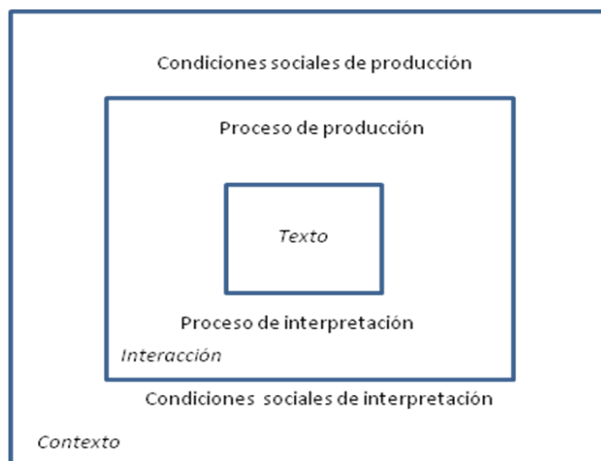 Condiciones sociales de producción
Proceso de producción
Texto
Proceso de interpretación
Interacción
Condiciones sociales de interpretación
Contexto